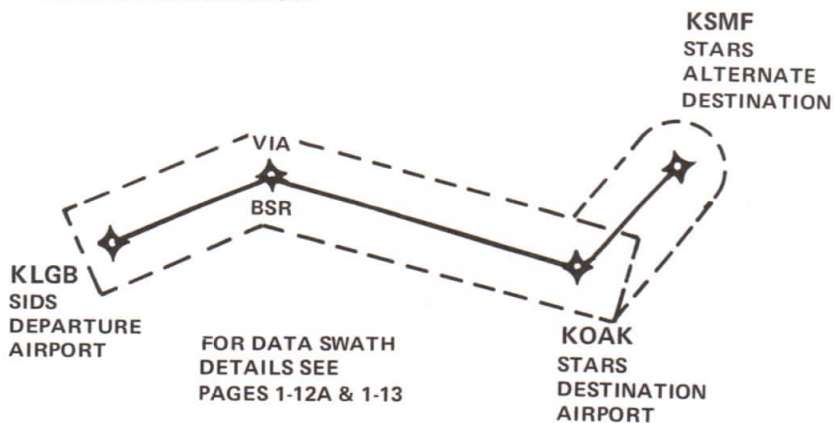 KSMF
STARS
ALTERNATE
DESTINATION
VIA
BSR
KLGB
SIDS
DEPARTURE
AIRPORT
FOR DATA SWATH
DETAILS SEE
PAGES 1-12A & 1-13
KOAK
STARS
DESTINATION
AIRPORT